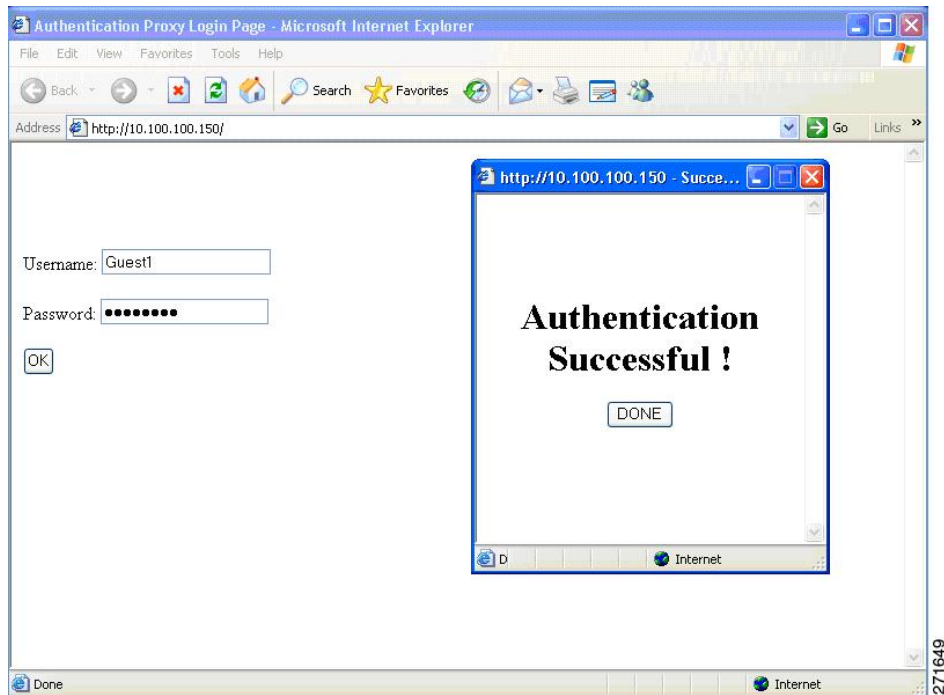 Authentication Proxy Login Page - Microsoft Internet Explorer
File Edit View Favorites Tools Help
Back Search Favorites
Address http://10.100.100.150/ Go Links »
http://10.100.100.150 - Succe...
Username: Guest1
Password: ●●●●●●●●
OK
Authentication
Successful !
DONE
D Internet
Done Internet
271649